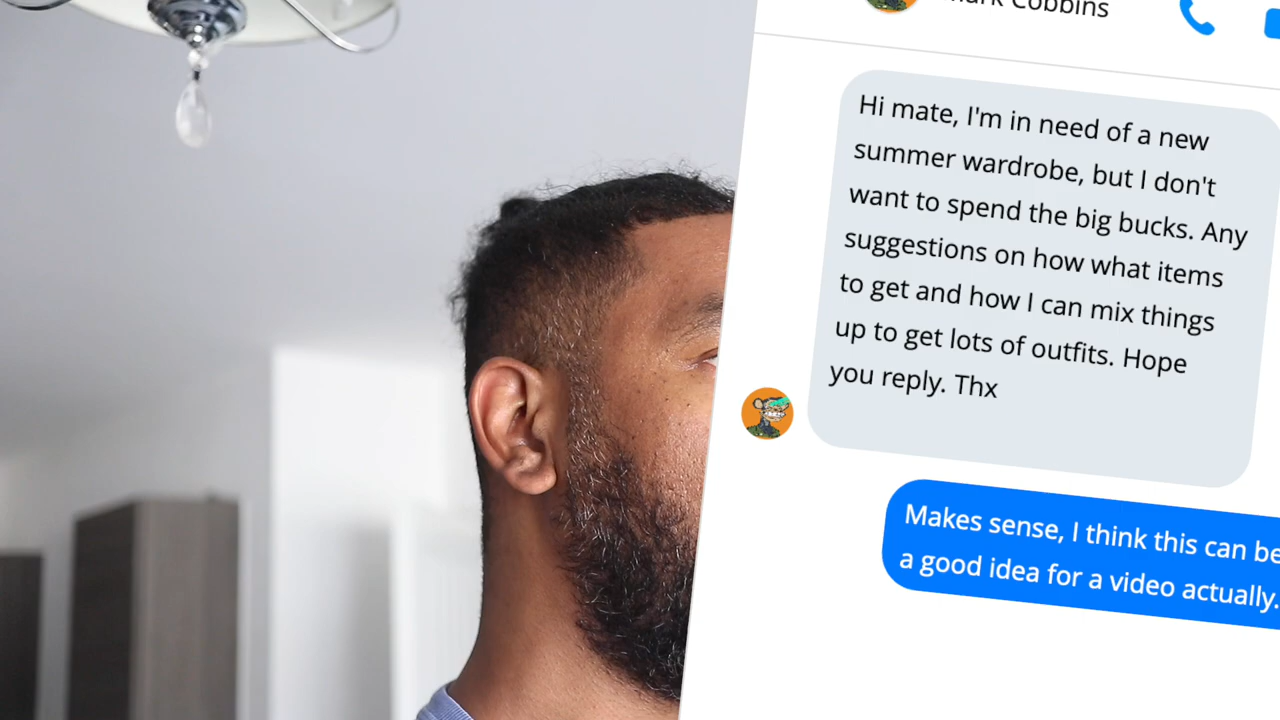 Cobbins
Hi mate, I'm in need of a new
summer wardrobe, but I don't
want to spend the big bucks. Any
suggestions on how what items
to get and how I can mix things
up to get lots of outfits. Hope
you reply. Thx
Makes sense, I think this can be
a good idea for a video actually.